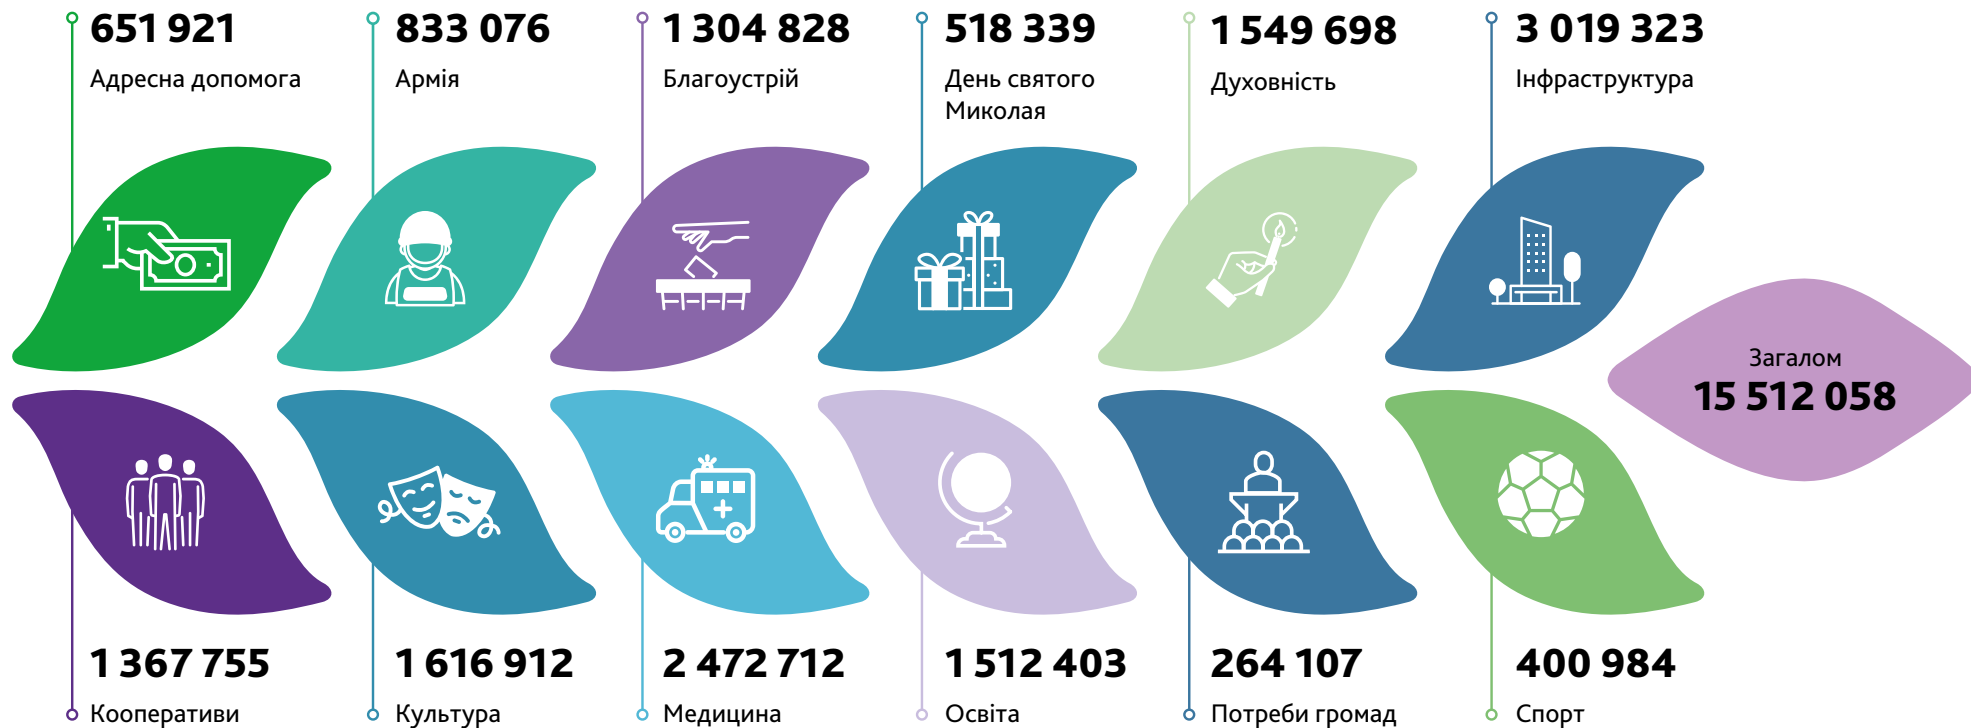 651 921
Адресна допомога
833 076
Армія
1 304 828
Благоустрій
518 339
День святого
Миколая
1 549 698
Духовність
3 019 323
Інфраструктура
Загалом
15 512 058
1 367 755
Кооперативи
1 616 912
Культура
2 472 712
Медицина
1 512 403
Освіта
264 107
Потреби громад
400 984
Спорт